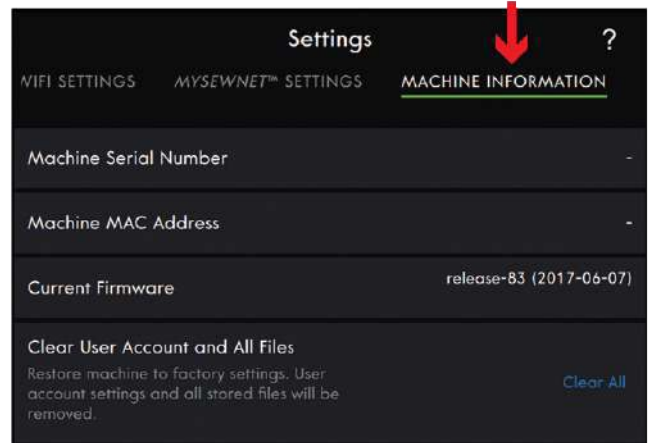 Settings
?
WIFI SETTINGS MYSEWNET™ SETTINGS MACHINE INFORMATION
Machine Serial Number -
Machine MAC Address -
Current Firmware release-83 (2017-06-07)
Clear User Account and All Files
Restore machine to factory settings. User
account settings and all stored files will be
removed.
Clear All